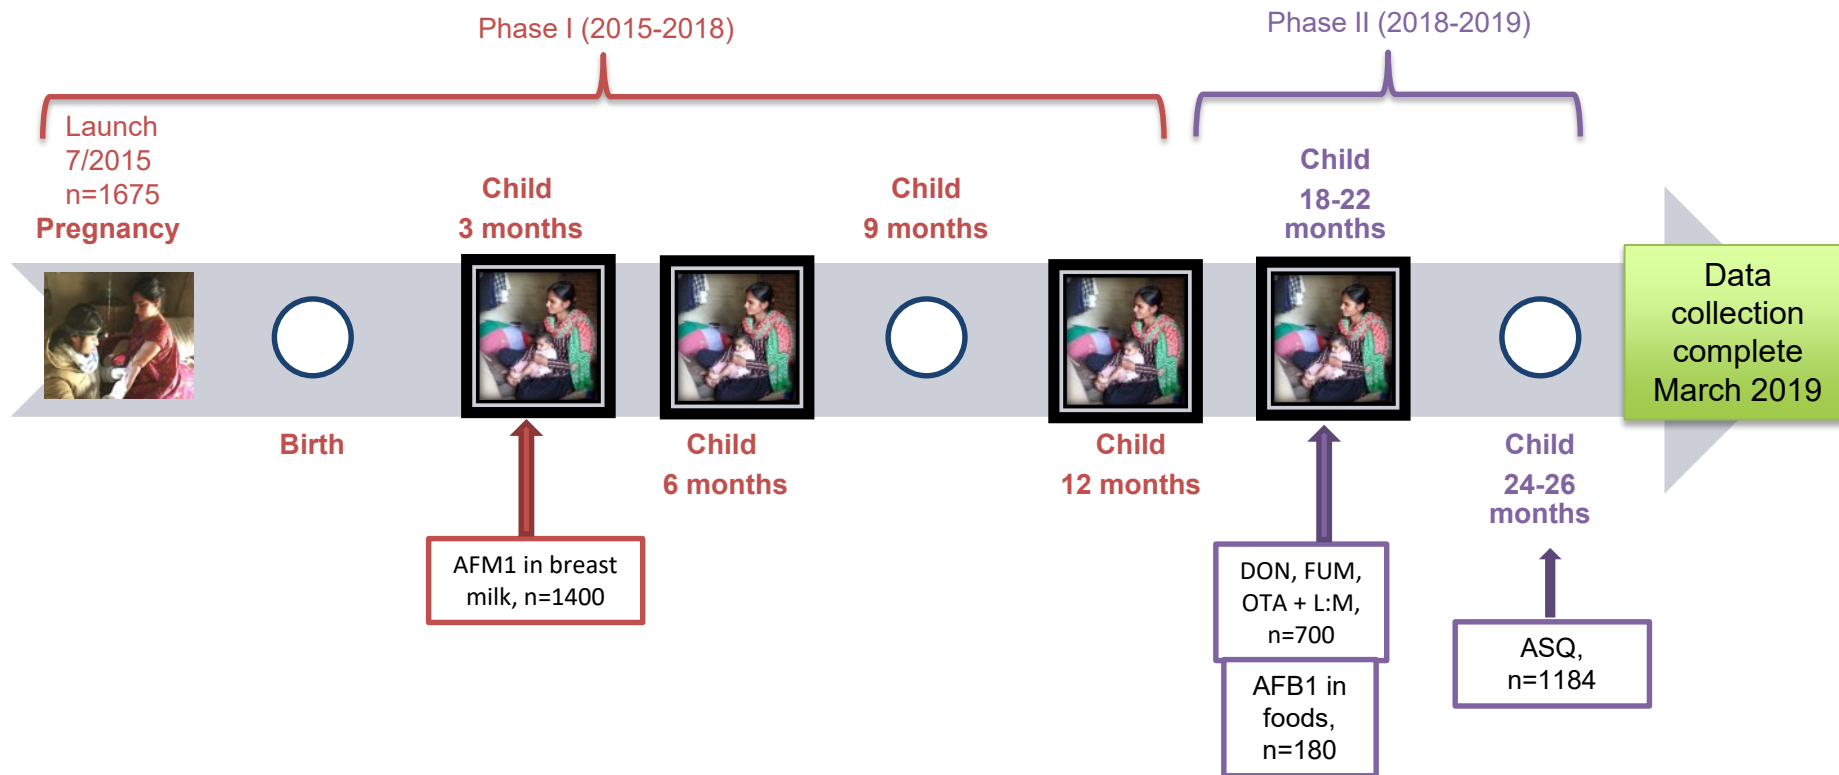 Phase I (2015-2018)
Phase II (2018-2019)
Launch
7/2015
n=1675
Pregnancy
Birth
Child
3 months
Child
6 months
Child
9 months
Child
12 months
Child
18-22
months
Child
24-26
months
Data
collection
complete
March 2019
AFM1 in breast
milk, n=1400
DON, FUM,
OTA + L:M,
n=700
AFB1 in
foods,
n=180
ASQ,
n=1184